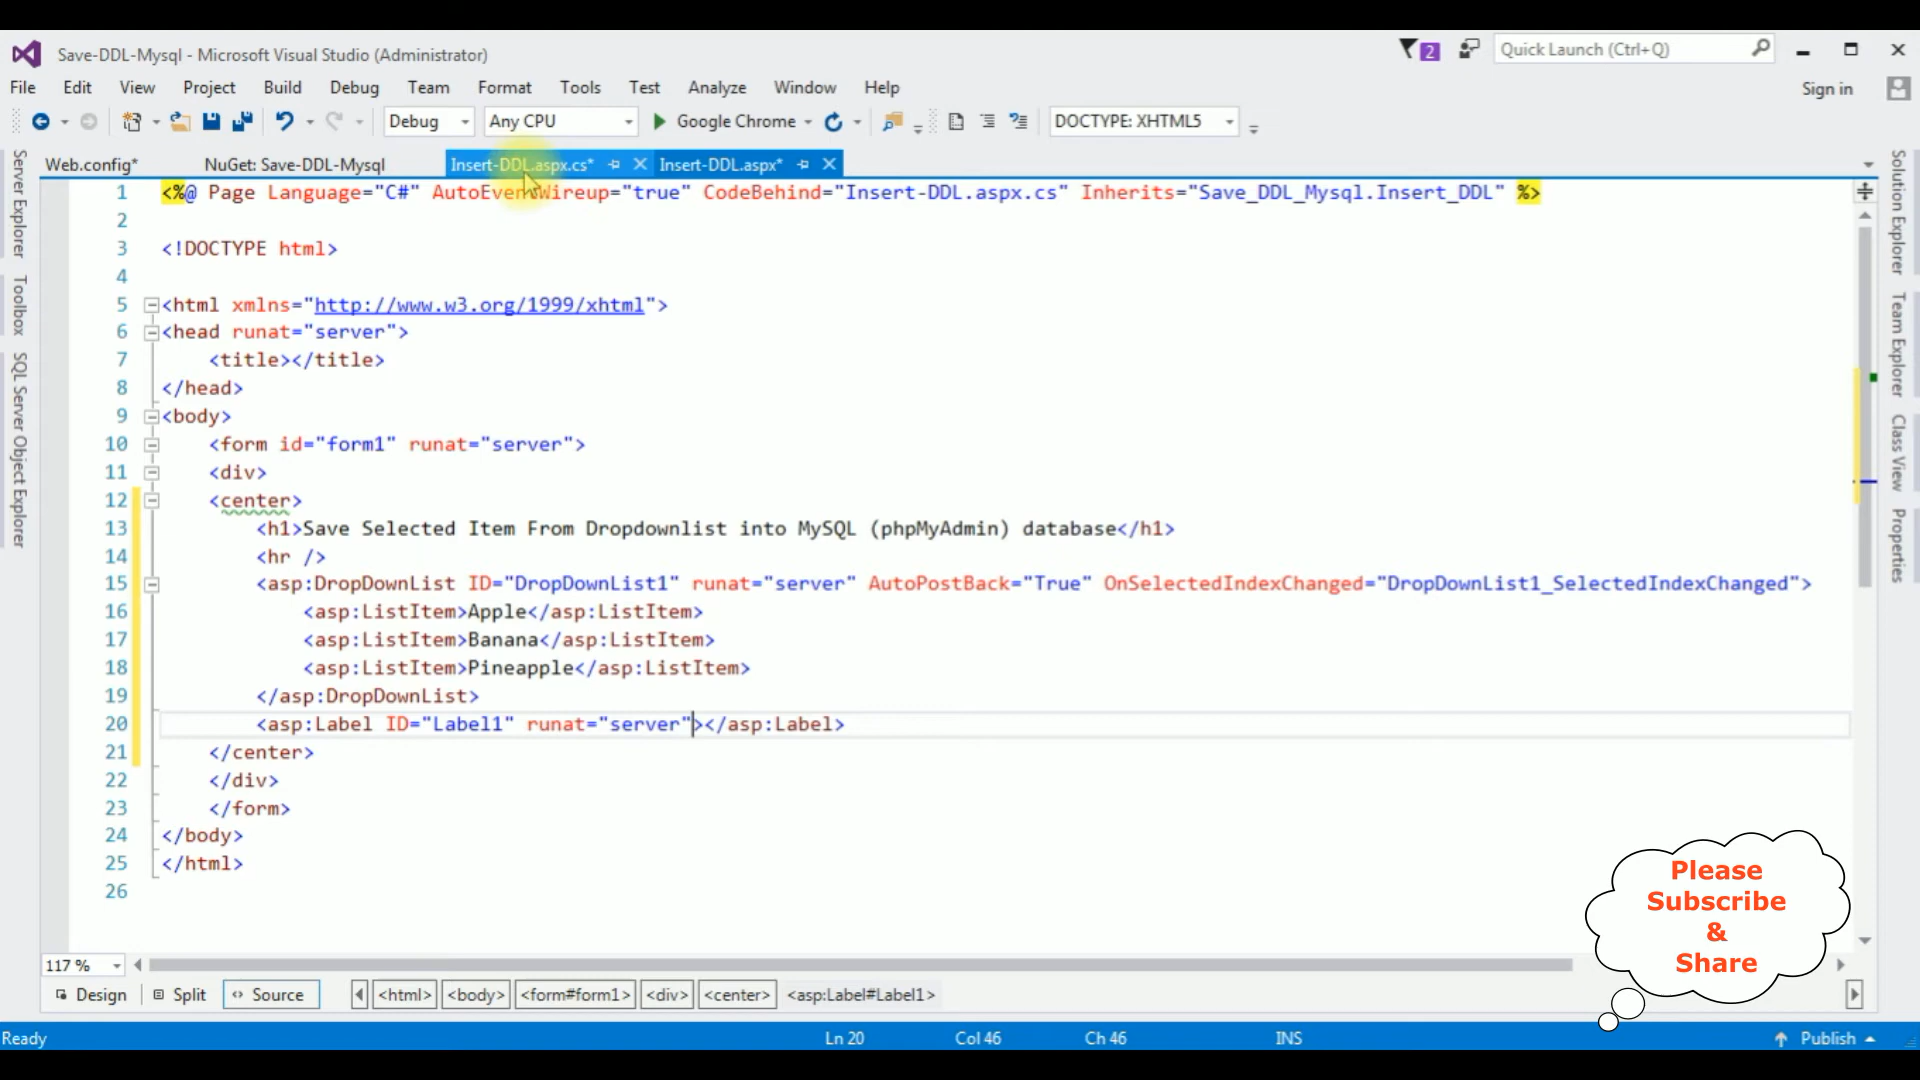 Save-DDL-Mysql - Microsoft Visual Studio (Administrator)
2
Quick Launch (Ctrl+Q)
File Edit View Project Build Debug Team Format Tools Test Analyze Window Help
Sign in
Debug Any CPU Google Chrome DOCTYPE: XHTML5
Web.config* NuGet: Save-DDL-Mysql Insert-DDL.aspx.cs* Insert-DDL.aspx*
Server Explorer
Toolbox
SQL Server Object Explorer
1 <%@ Page Language="C#" AutoEventWireup="true" CodeBehind="Insert-DDL.aspx.cs" Inherits="Save_DDL_Mysql.Insert_DDL" %>
2
3 <!DOCTYPE html>
4
5 <html xmlns="http://www.w3.org/1999/xhtml">
6 <head runat="server">
7 <title></title>
8 </head>
9 <body>
10 <form id="form1" runat="server">
11 <div>
12 <center>
13 <h1>Save Selected Item From Dropdownlist into MySQL (phpMyAdmin) database</h1>
14 <hr />
15 <asp:DropDownList ID="DropDownList1" runat="server" AutoPostBack="True" OnSelectedIndexChanged="DropDownList1_SelectedIndexChanged">
16 <asp:ListItem>Apple</asp:ListItem>
17 <asp:ListItem>Banana</asp:ListItem>
18 <asp:ListItem>Pineapple</asp:ListItem>
19 </asp:DropDownList>
20 <asp:Label ID="Label1" runat="server"></asp:Label>
21 </center>
22 </div>
23 </form>
24 </body>
25 </html>
26
Solution Explorer
Team Explorer
Class View
Properties
Please
Subscribe
&
Share
117 %
Design Split Source <html> <body> <form#form1> <div> <center> <asp:Label#Label1>
Ready Ln 20 Col 46 Ch 46 INS Publish